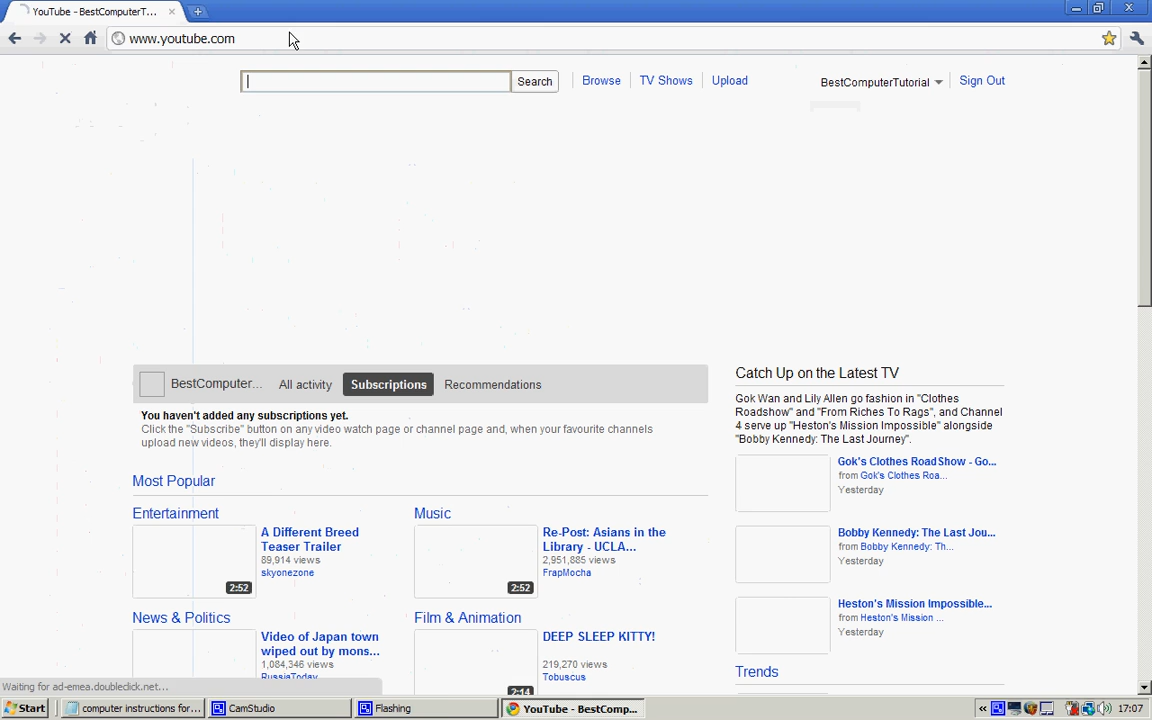 YouTube - BestComputerT...
www.youtube.com
Search
Browse
TV Shows
Upload
BestComputerTutorial
Sign Out
BestComputer...
All activity
Subscriptions
Recommendations
You haven't added any subscriptions yet.
Click the "Subscribe" button on any video watch page or channel page and, when your favourite channels
upload new videos, they'll display here.
Most Popular
Entertainment
A Different Breed
Teaser Trailer
89,914 views
skyonezone
2:52
Music
Re-Post: Asians in the
Library - UCLA...
2,951,885 views
FrapMocha
2:52
News & Politics
Video of Japan town
wiped out by mons...
1,084,346 views
RussiaToday
Film & Animation
DEEP SLEEP KITTY!
219,270 views
Tobuscus
2:14
Catch Up on the Latest TV
Gok Wan and Lily Allen go fashion in "Clothes
Roadshow" and "From Riches To Rags", and Channel
4 serve up "Heston's Mission Impossible" alongside
"Bobby Kennedy: The Last Journey".
Gok's Clothes RoadShow - Go...
from Gok's Clothes Roa...
Yesterday
Bobby Kennedy: The Last Jou...
from Bobby Kennedy: Th...
Yesterday
Heston's Mission Impossible...
from Heston's Mission ...
Yesterday
Trends
Waiting for ad-emea.doubleclick.net...
Start
computer instructions for...
CamStudio
Flashing
YouTube - BestComp...
17:07